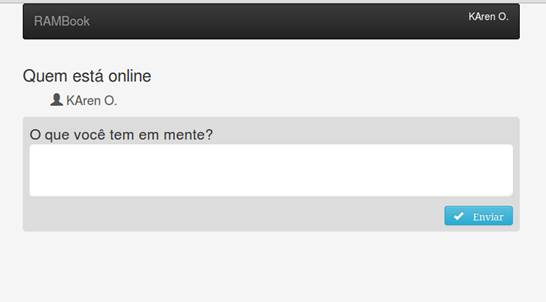 RAMBook
KAren O.
Quem está online
KAren O.
O que você tem em mente?
Enviar